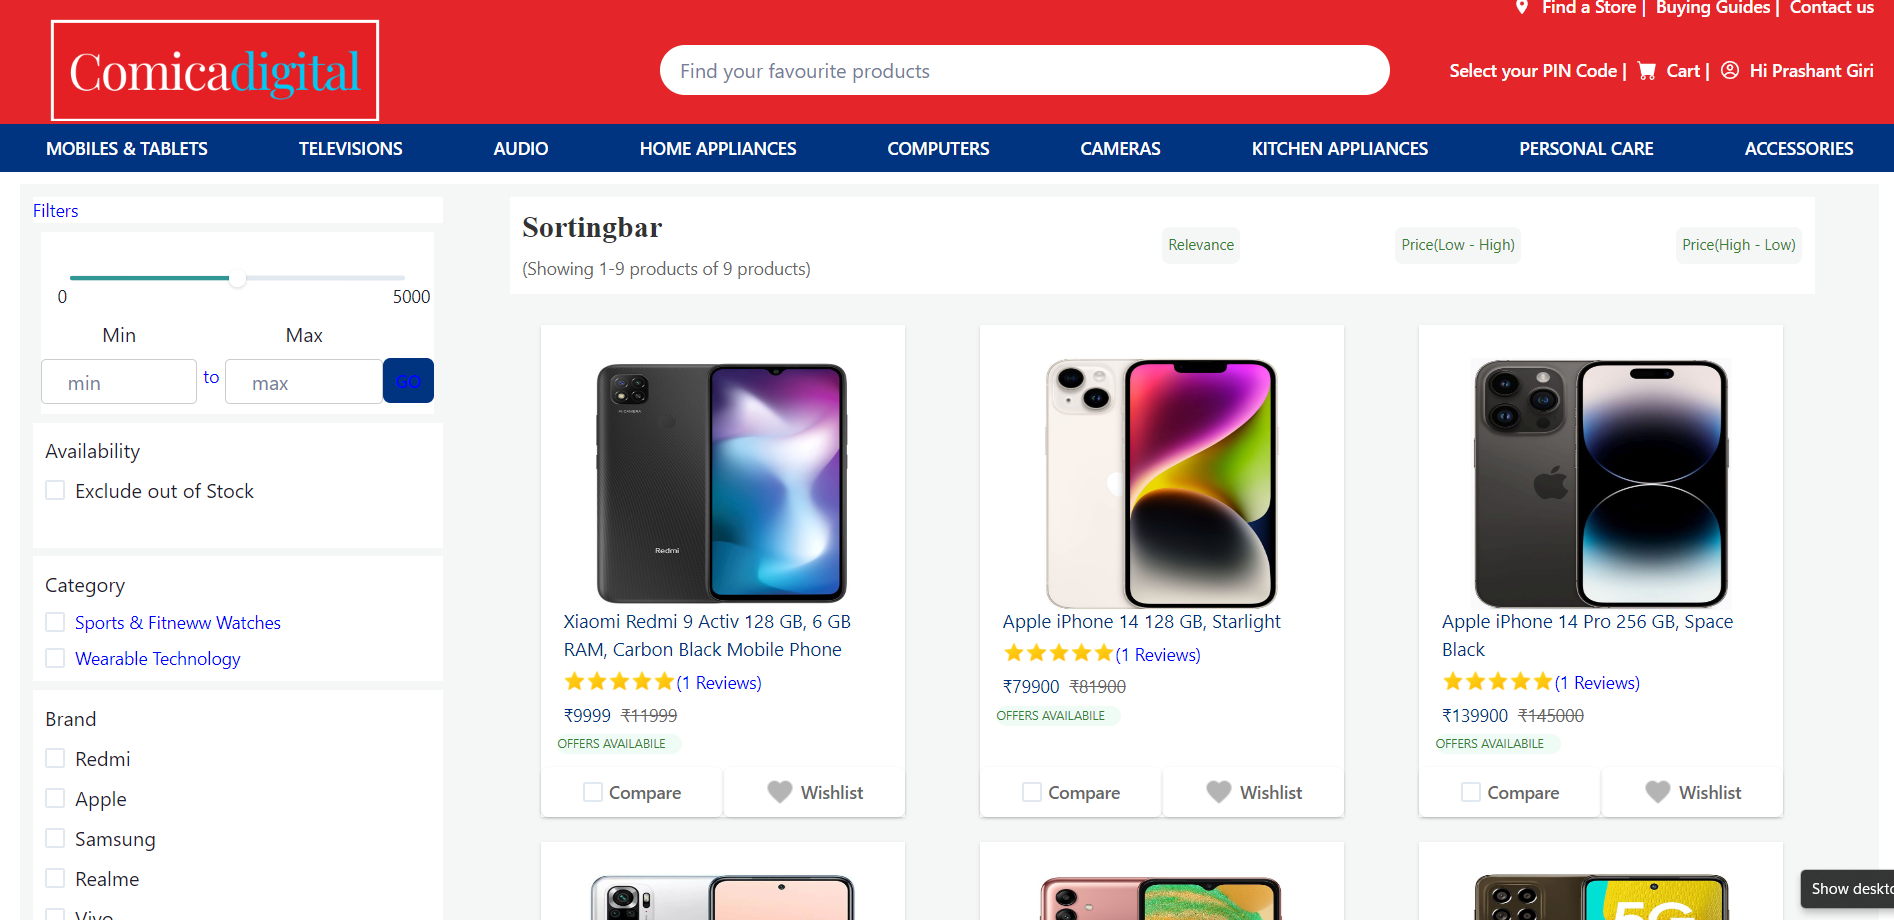 Find a Store | Buying Guides | Contact us
Comicadigital
Find your favourite products
Select your PIN Code | Cart | Hi Prashant Giri
MOBILES & TABLETS TELEVISIONS AUDIO HOME APPLIANCES COMPUTERS CAMERAS KITCHEN APPLIANCES PERSONAL CARE ACCESSORIES
Filters
0 5000
Min Max
min to max GO
Availability
Exclude out of Stock
Category
Sports & Fitneww Watches
Wearable Technology
Brand
Redmi
Apple
Samsung
Realme
Vivo
Sortingbar
(Showing 1-9 products of 9 products)
Relevance Price(Low - High) Price(High - Low)
AI CAMERA
Redmi
Xiaomi Redmi 9 Activ 128 GB, 6 GB
RAM, Carbon Black Mobile Phone
(1 Reviews)
₹9999 ₹11999
OFFERS AVAILABILE
Compare Wishlist
Apple iPhone 14 128 GB, Starlight
(1 Reviews)
₹79900 ₹81900
OFFERS AVAILABILE
Compare Wishlist
Apple iPhone 14 Pro 256 GB, Space
Black
(1 Reviews)
₹139900 ₹145000
OFFERS AVAILABILE
Compare Wishlist
5G
Show deskto